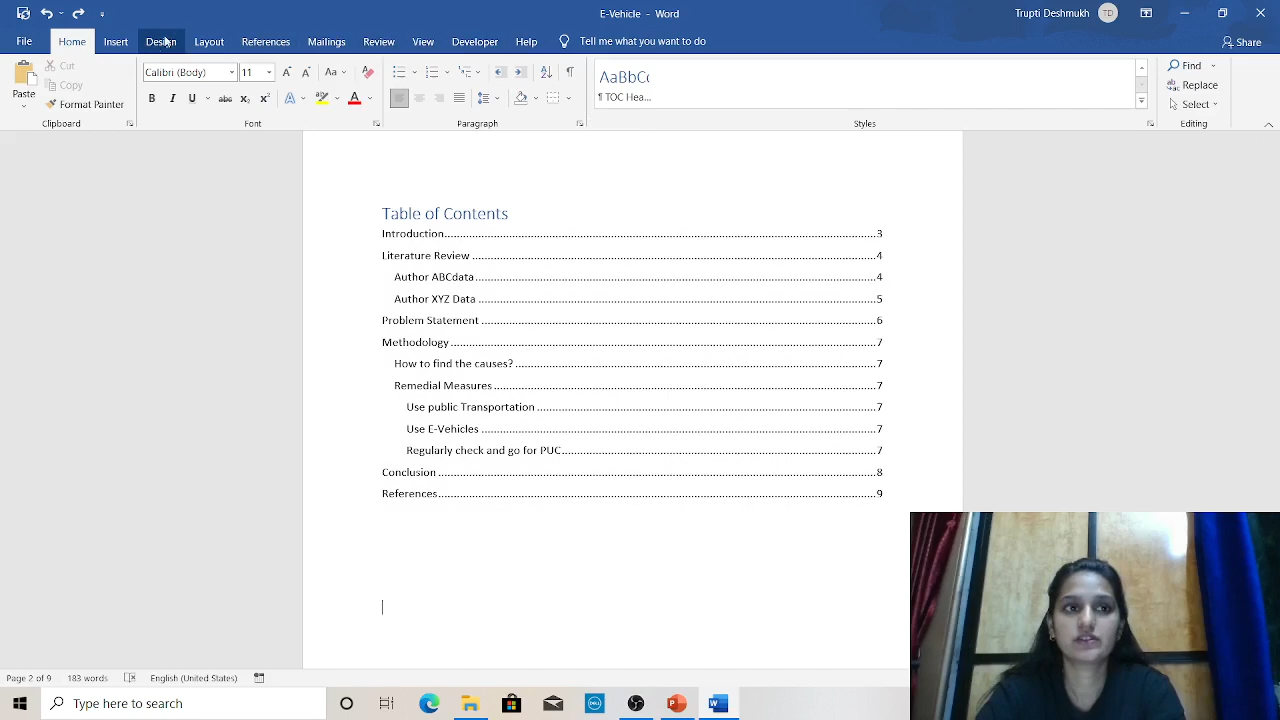 E-Vehicle - Word
Trupti Deshmukh TD
File Home Insert Design Layout References Mailings Review View Developer Help Tell me what you want to do Share
Paste
Cut
Copy
Format Painter
Clipboard
Calibri (Body) 11 Aa
B I U abc x₂ x² A A
Font
Paragraph
AaBbCc
¶ TOC Hea...
Styles
Find
Replace
Select
Editing
Table of Contents
Introduction 3
Literature Review 4
Author ABCdata 4
Author XYZ Data 5
Problem Statement 6
Methodology 7
How to find the causes? 7
Remedial Measures 7
Use public Transportation 7
Use E-Vehicles 7
Regularly check and go for PUC 7
Conclusion 8
References 9
Page 2 of 9 183 words English (United States)
Type here to search